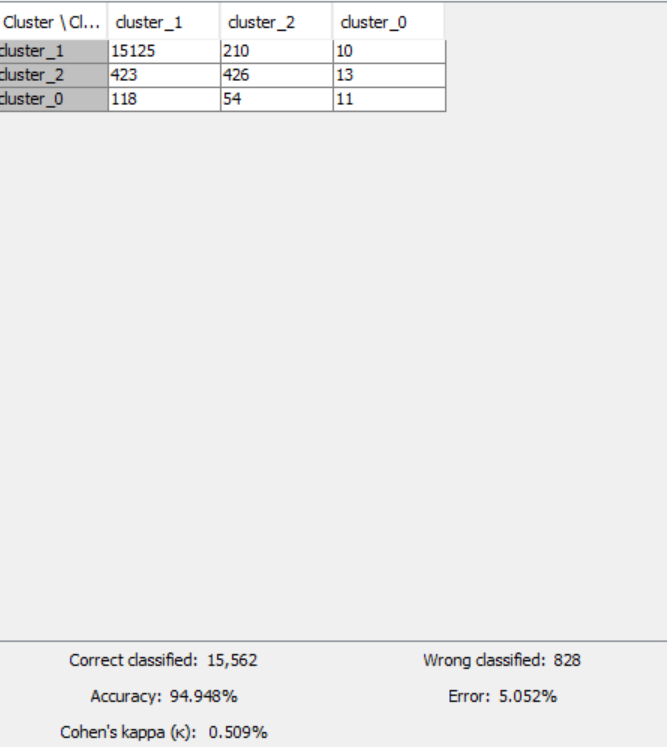 Cluster \ Cl... cluster_1 cluster_2 cluster_0
cluster_1 15125 210 10
cluster_2 423 426 13
cluster_0 118 54 11
Correct classified: 15,562 Wrong classified: 828
Accuracy: 94.948% Error: 5.052%
Cohen's kappa (κ): 0.509%